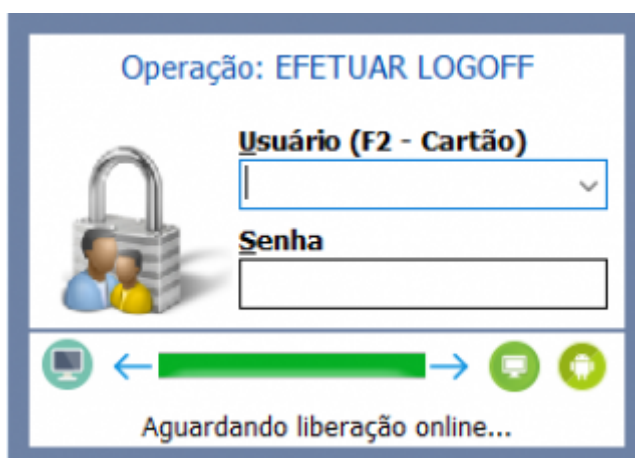 Operação: EFETUAR LOGOFF
Usuário (F2 - Cartão)
Senha
Aguardando liberação online...